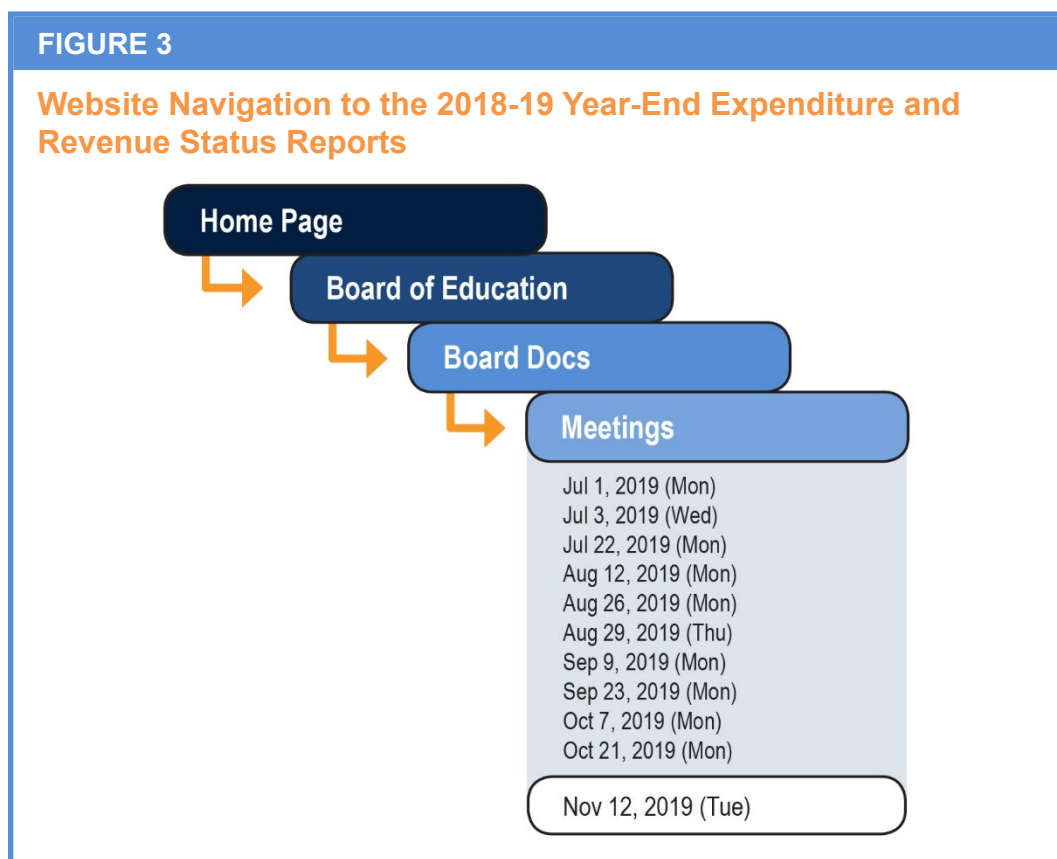 FIGURE 3
Website Navigation to the 2018-19 Year-End Expenditure and
Revenue Status Reports
Home Page
Board of Education
Board Docs
Meetings
Jul 1, 2019 (Mon)
Jul 3, 2019 (Wed)
Jul 22, 2019 (Mon)
Aug 12, 2019 (Mon)
Aug 26, 2019 (Mon)
Aug 29, 2019 (Thu)
Sep 9, 2019 (Mon)
Sep 23, 2019 (Mon)
Oct 7, 2019 (Mon)
Oct 21, 2019 (Mon)
Nov 12, 2019 (Tue)